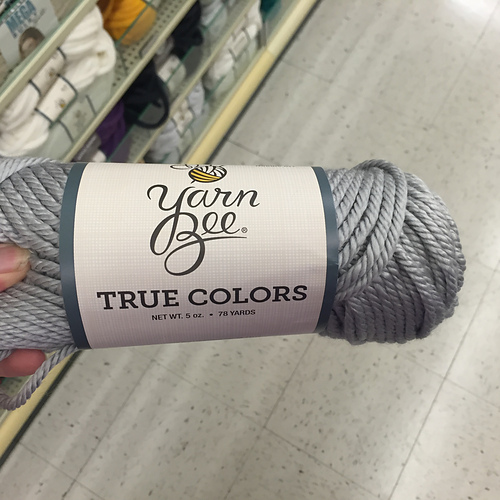 Yarn
Bee®
TRUE COLORS
NET WT. 5 oz. • 78 YARDS